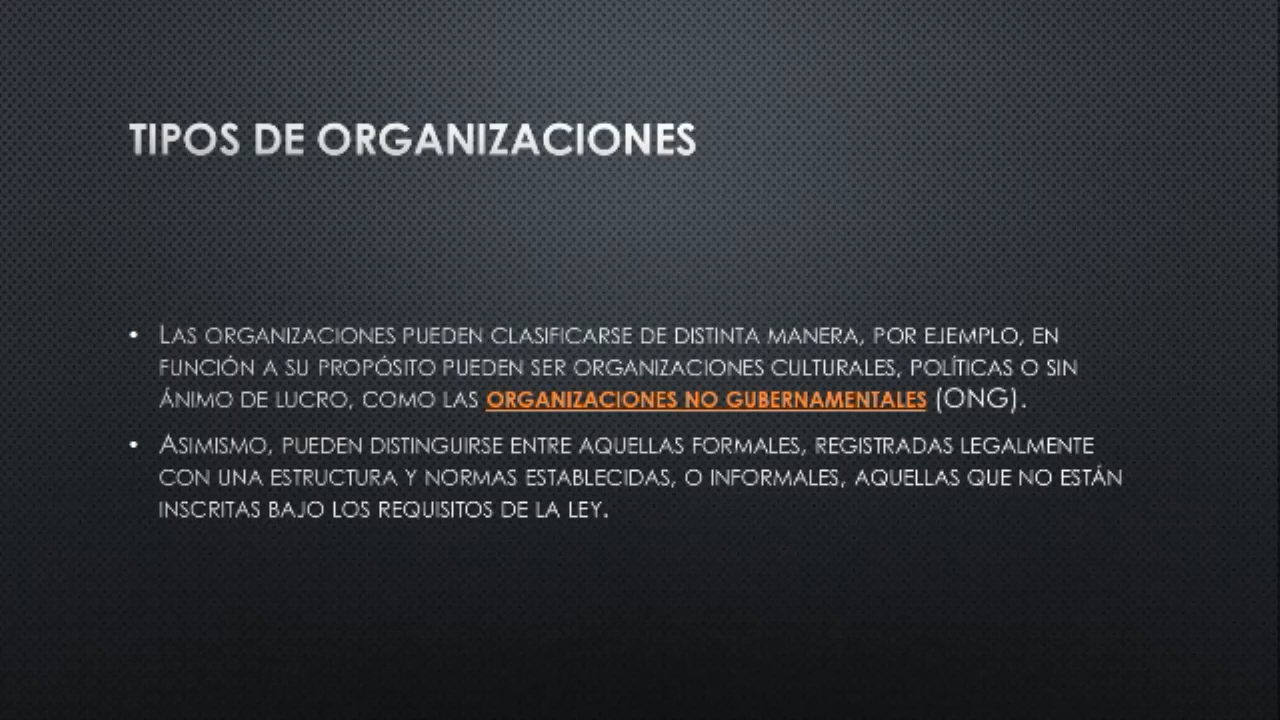 TIPOS DE ORGANIZACIONES
• LAS ORGANIZACIONES PUEDEN CLASIFICARSE DE DISTINTA MANERA, POR EJEMPLO, EN
FUNCIÓN A SU PROPÓSITO PUEDEN SER ORGANIZACIONES CULTURALES, POLÍTICAS O SIN
ÁNIMO DE LUCRO, COMO LAS ORGANIZACIONES NO GUBERNAMENTALES (ONG).
• ASIMISMO, PUEDEN DISTINGUIRSE ENTRE AQUELLAS FORMALES, REGISTRADAS LEGALMENTE
CON UNA ESTRUCTURA Y NORMAS ESTABLECIDAS, O INFORMALES, AQUELLAS QUE NO ESTÁN
INSCRITAS BAJO LOS REQUISITOS DE LA LEY.